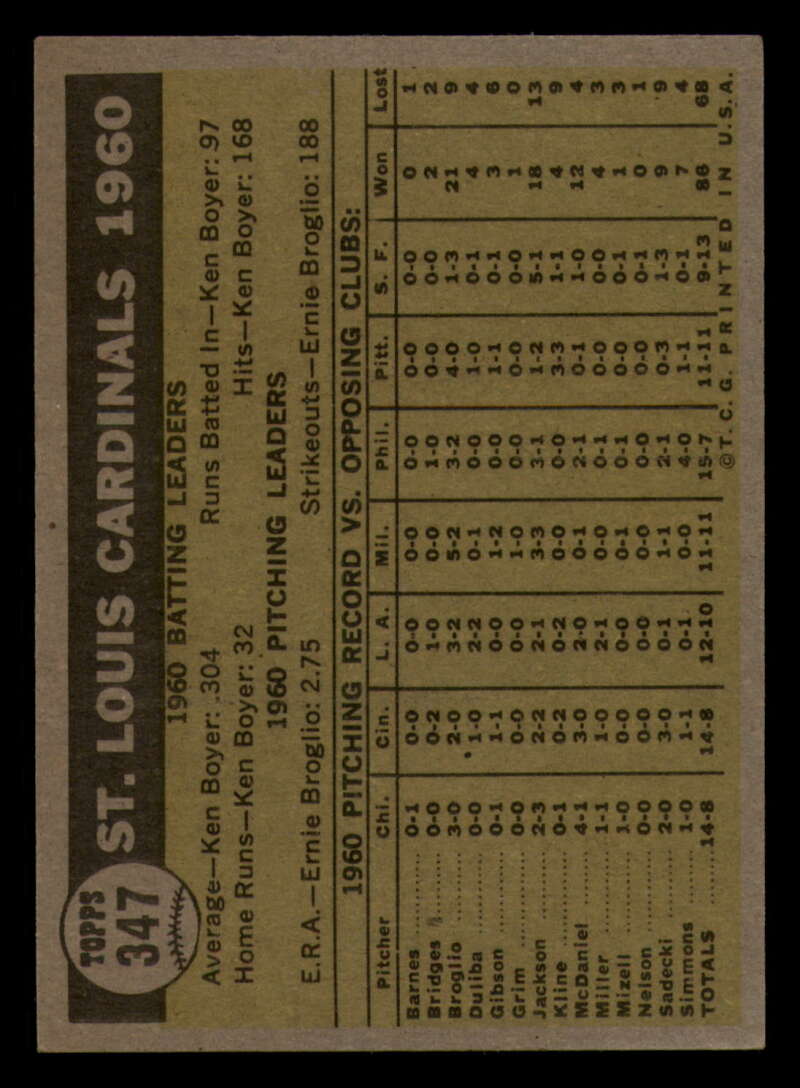 TOPPS
347
ST. LOUIS CARDINALS 1960
1960 BATTING LEADERS
Average—Ken Boyer: .304 Runs Batted In—Ken Boyer: 97
Home Runs—Ken Boyer: 32 Hits—Ken Boyer: 168
1960 PITCHING LEADERS
E.R.A.—Ernie Broglio: 2.75 Strikeouts—Ernie Broglio: 188
1960 PITCHING RECORD VS. OPPOSING CLUBS:
Pitcher Chi. Cin. L. A. Mil. Phil. Pitt. S. F. Won Lost
Barnes 0-1 0-0 0-0 0-0 0-0 0-0 0-0 0 1
Bridges 0-0 0-2 1-0 0-0 1-0 0-0 0-0 2 2
Broglio 3-0 2-0 3-2 5-2 3-2 4-0 1-3 21 9
Duliba 0-0 1-0 2-2 0-1 0-0 1-0 0-1 4 4
Gibson 0-1 1-1 0-0 1-2 0-0 1-1 0-1 3 6
Grim 0-0 0-0 0-0 1-0 0-0 0-0 0-0 1 0
Jackson 2-3 2-2 2-1 3-3 3-1 1-2 5-1 18 13
Kline 0-1 0-2 0-2 0-0 0-0 3-3 1-1 4 9
McDaniel 4-1 3-0 2-0 0-1 2-1 0-1 1-0 12 4
Miller 1-1 1-0 2-1 0-0 0-1 0-0 0-0 4 3
Mizell 1-0 0-0 0-0 0-1 0-1 0-0 0-1 1 3
Nelson 0-0 0-0 0-0 0-0 0-0 0-0 0-1 0 1
Sadecki 2-0 3-0 0-1 1-1 2-1 0-3 1-3 9 9
Simmons 1-0 1-1 0-1 0-0 4-0 1-1 0-1 7 4
TOTALS 14-8 14-8 12-10 11-11 15-7 11-11 9-13 86 68
©T. C. G. PRINTED IN U.S.A.